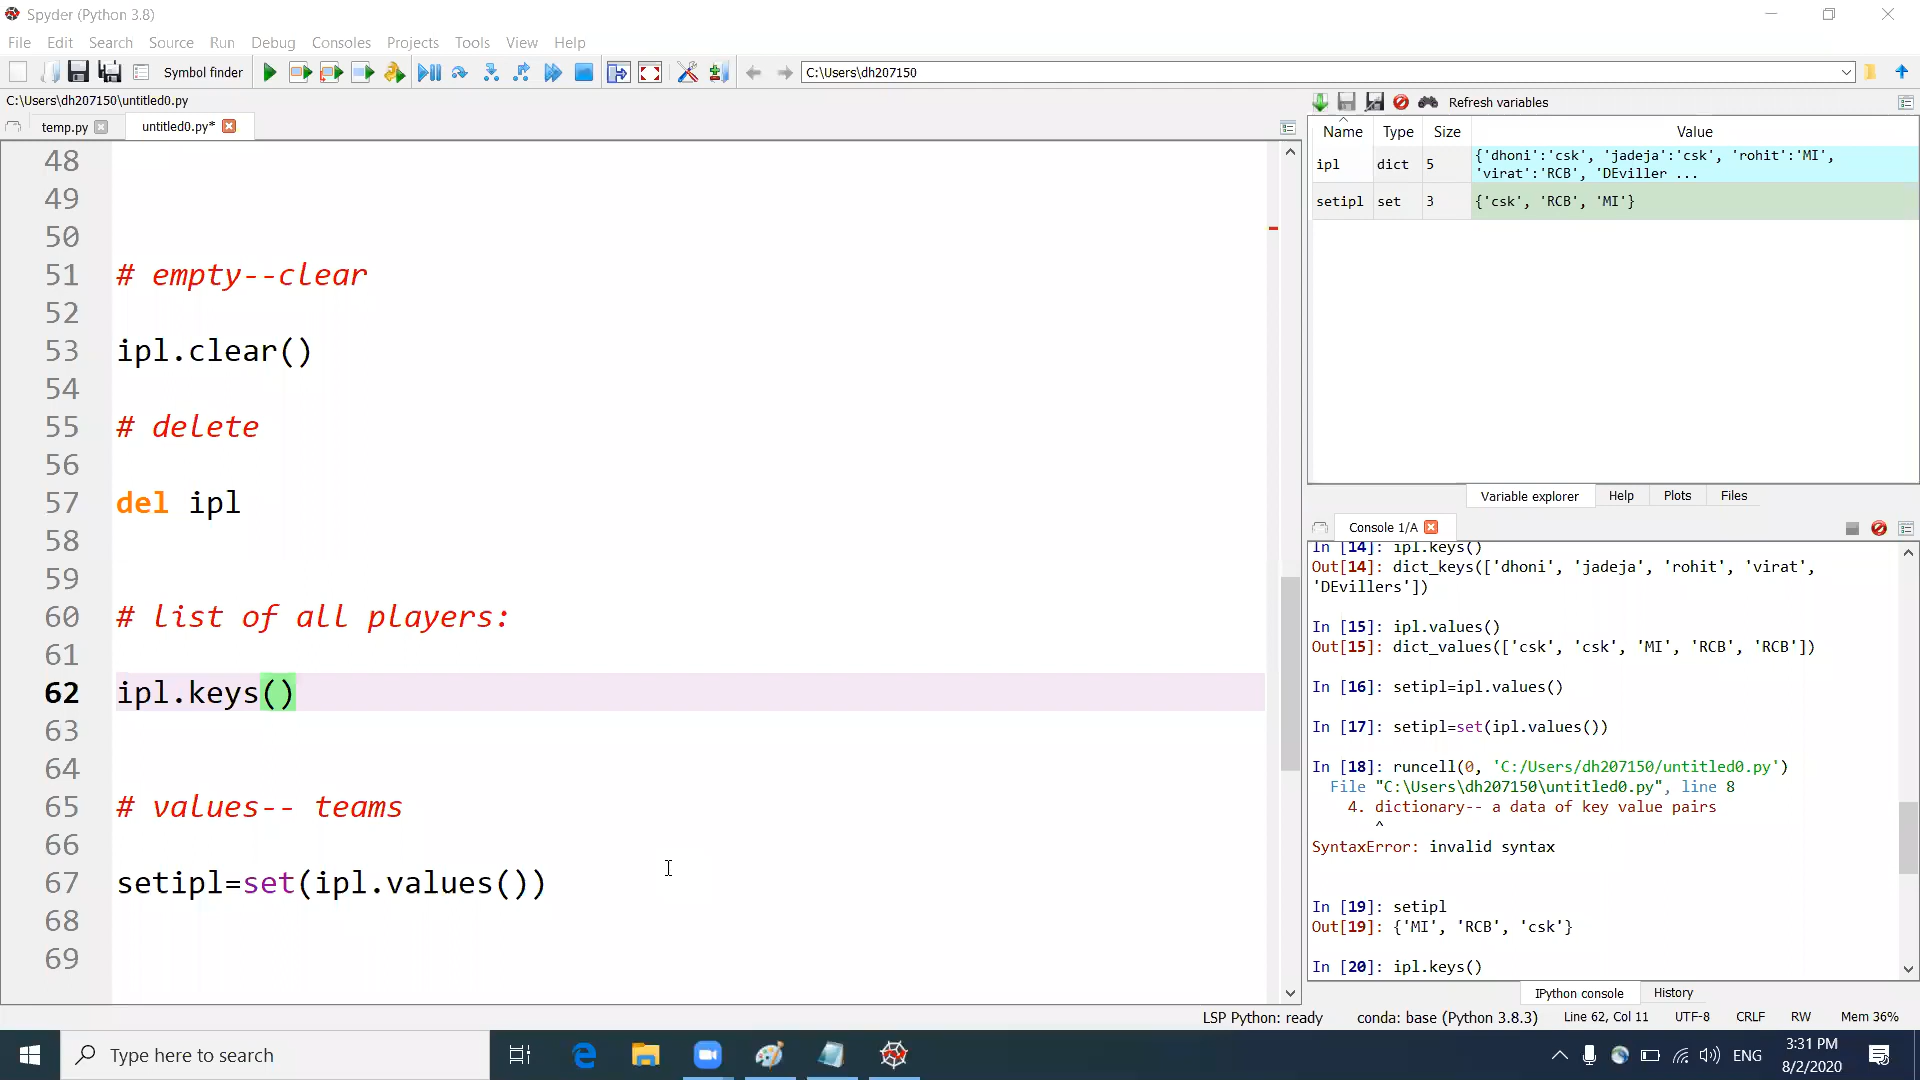 Spyder (Python 3.8)
File Edit Search Source Run Debug Consoles Projects Tools View Help
Symbol finder
C:\Users\dh207150
C:\Users\dh207150\untitled0.py
temp.py
untitled0.py*
48
49
50
51 # empty--clear
52
53 ipl.clear()
54
55 # delete
56
57 del ipl
58
59
60 # list of all players:
61
62 ipl.keys()
63
64
65 # values-- teams
66
67 setipl=set(ipl.values())
68
69
Refresh variables
Name Type Size Value
ipl dict 5 {'dhoni':'csk', 'jadeja':'csk', 'rohit':'MI',
'virat':'RCB', 'DEviller ...
setipl set 3 {'csk', 'RCB', 'MI'}
Variable explorer Help Plots Files
Console 1/A
In [14]: ipl.keys()
Out[14]: dict_keys(['dhoni', 'jadeja', 'rohit', 'virat',
'DEvillers'])
In [15]: ipl.values()
Out[15]: dict_values(['csk', 'csk', 'MI', 'RCB', 'RCB'])
In [16]: setipl=ipl.values()
In [17]: setipl=set(ipl.values())
In [18]: runcell(0, 'C:/Users/dh207150/untitled0.py')
File "C:\Users\dh207150\untitled0.py", line 8
4. dictionary-- a data of key value pairs
^
SyntaxError: invalid syntax
In [19]: setipl
Out[19]: {'MI', 'RCB', 'csk'}
In [20]: ipl.keys()
IPython console History
LSP Python: ready conda: base (Python 3.8.3) Line 62, Col 11 UTF-8 CRLF RW Mem 36%
Type here to search
ENG
3:31 PM
8/2/2020